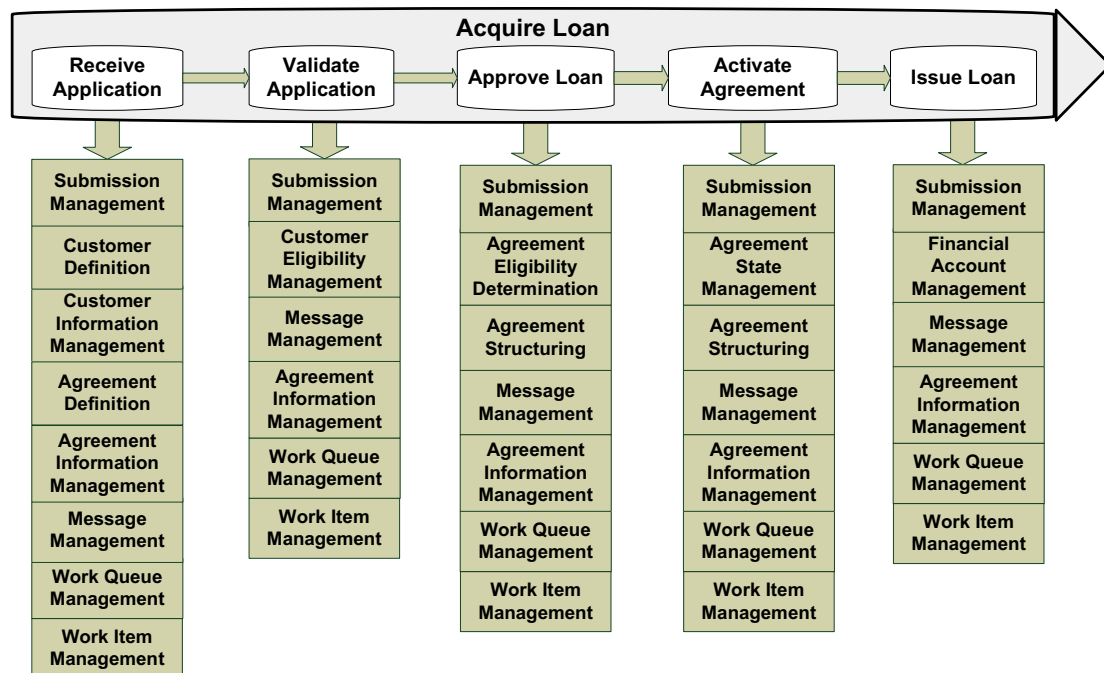 Acquire Loan
Receive
Application
Validate
Application
Approve Loan
Activate
Agreement
Issue Loan
Submission
Management
Customer
Definition
Customer
Information
Management
Agreement
Definition
Agreement
Information
Management
Message
Management
Work Queue
Management
Work Item
Management
Submission
Management
Customer
Eligibility
Management
Message
Management
Agreement
Information
Management
Work Queue
Management
Work Item
Management
Submission
Management
Agreement
Eligibility
Determination
Agreement
Structuring
Message
Management
Agreement
Information
Management
Work Queue
Management
Work Item
Management
Submission
Management
Agreement
State
Management
Agreement
Structuring
Message
Management
Agreement
Information
Management
Work Queue
Management
Work Item
Management
Submission
Management
Financial
Account
Management
Message
Management
Agreement
Information
Management
Work Queue
Management
Work Item
Management